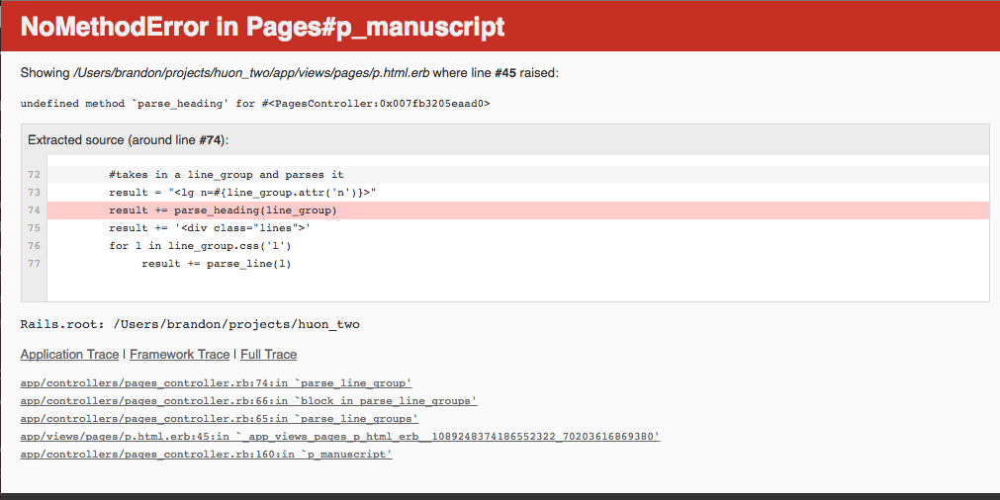 NoMethodError in Pages#p_manuscript
Showing /Users/brandon/projects/huon_two/app/views/pages/p.html.erb where line #45 raised:
undefined method `parse_heading' for #<PagesController:0x007fb3205eaad0>
Extracted source (around line #74):
72 #takes in a line_group and parses it
73 result = "<lg n=#{line_group.attr('n')}>"
74 result += parse_heading(line_group)
75 result += '<div class="lines">'
76 for l in line_group.css('l')
77 result += parse_line(l)
Rails.root: /Users/brandon/projects/huon_two
Application Trace | Framework Trace | Full Trace
app/controllers/pages_controller.rb:74:in `parse_line_group'
app/controllers/pages_controller.rb:66:in `block in parse_line_groups'
app/controllers/pages_controller.rb:65:in `parse_line_groups'
app/views/pages/p.html.erb:45:in `_app_views_pages_p_html_erb__1089248374186552322_70203616869380'
app/controllers/pages_controller.rb:160:in `p_manuscript'